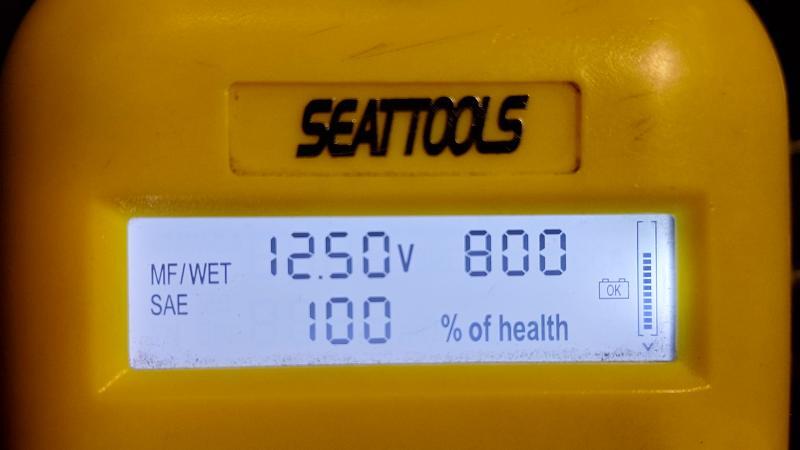 SEATTOOLS
MF/WET 12.50V 800
SAE 100 % of health
OK